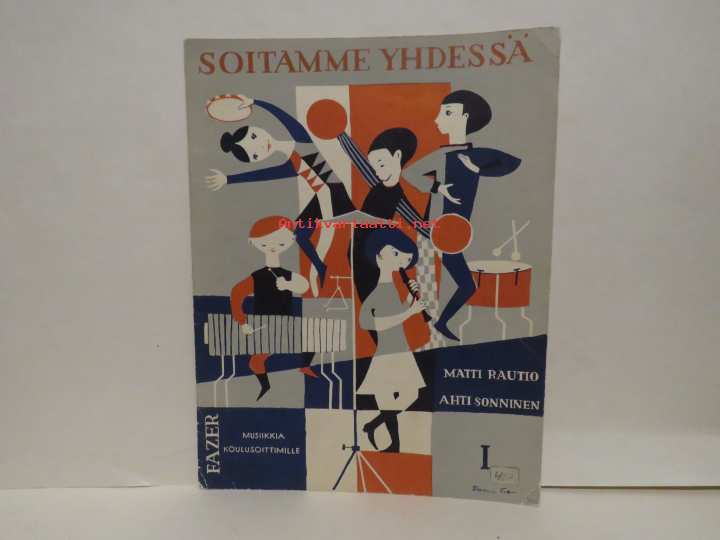 SOITAMME YHDESSÄ
antikvariaatti.net
MATTI RAUTIO
AHTI SONNINEN
FAZER
MUSIIKKIA
KOULUSOITTIMILLE
I